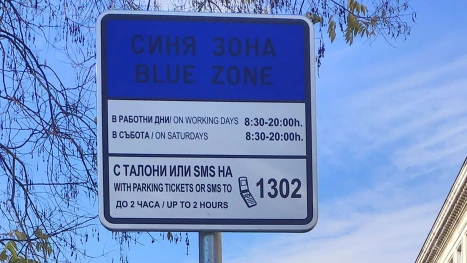 СИНЯ ЗОНА
BLUE ZONE
В РАБОТНИ ДНИ/ ON WORKING DAYS 8:30-20:00h.
В СЪБОТА / ON SATURDAYS 8:30-20:00h.
С ТАЛОНИ ИЛИ SMS НА
WITH PARKING TICKETS OR SMS TO 1302
ДО 2 ЧАСА / UP TO 2 HOURS